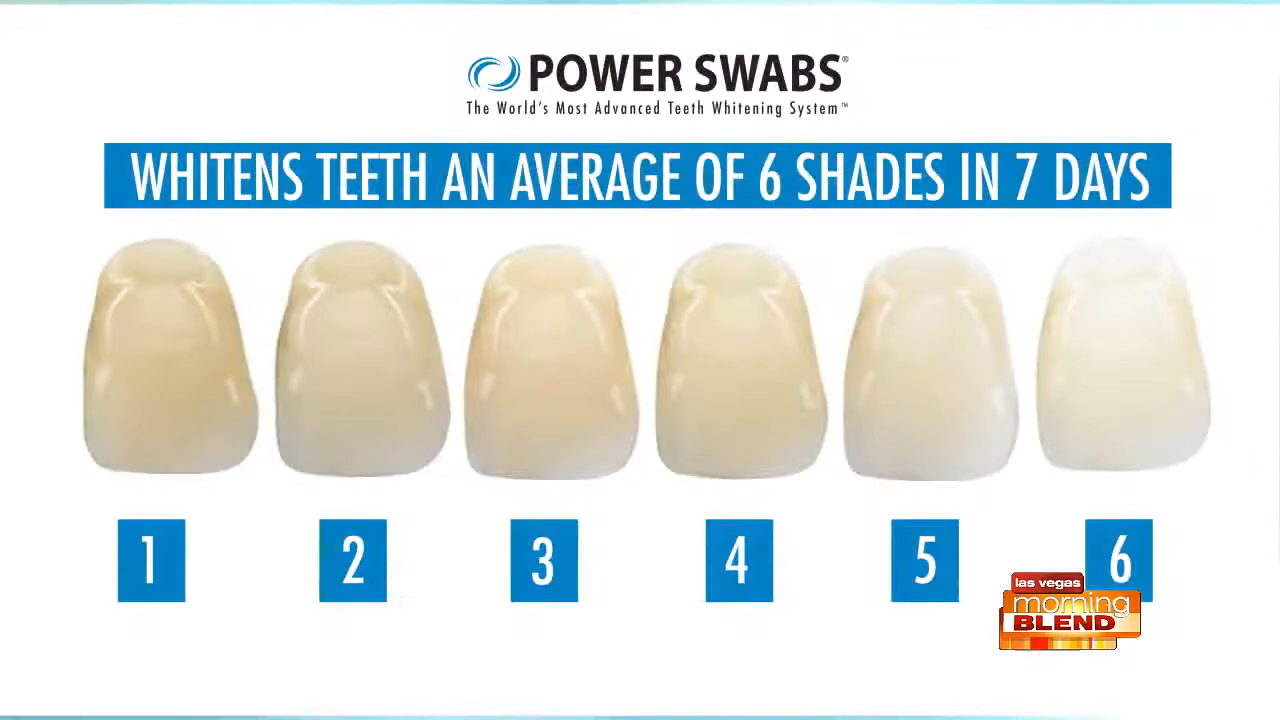 POWER SWABS®
The World's Most Advanced Teeth Whitening System™
WHITENS TEETH AN AVERAGE OF 6 SHADES IN 7 DAYS
1 2 3 4 5 6
las vegas
morning
BLEND